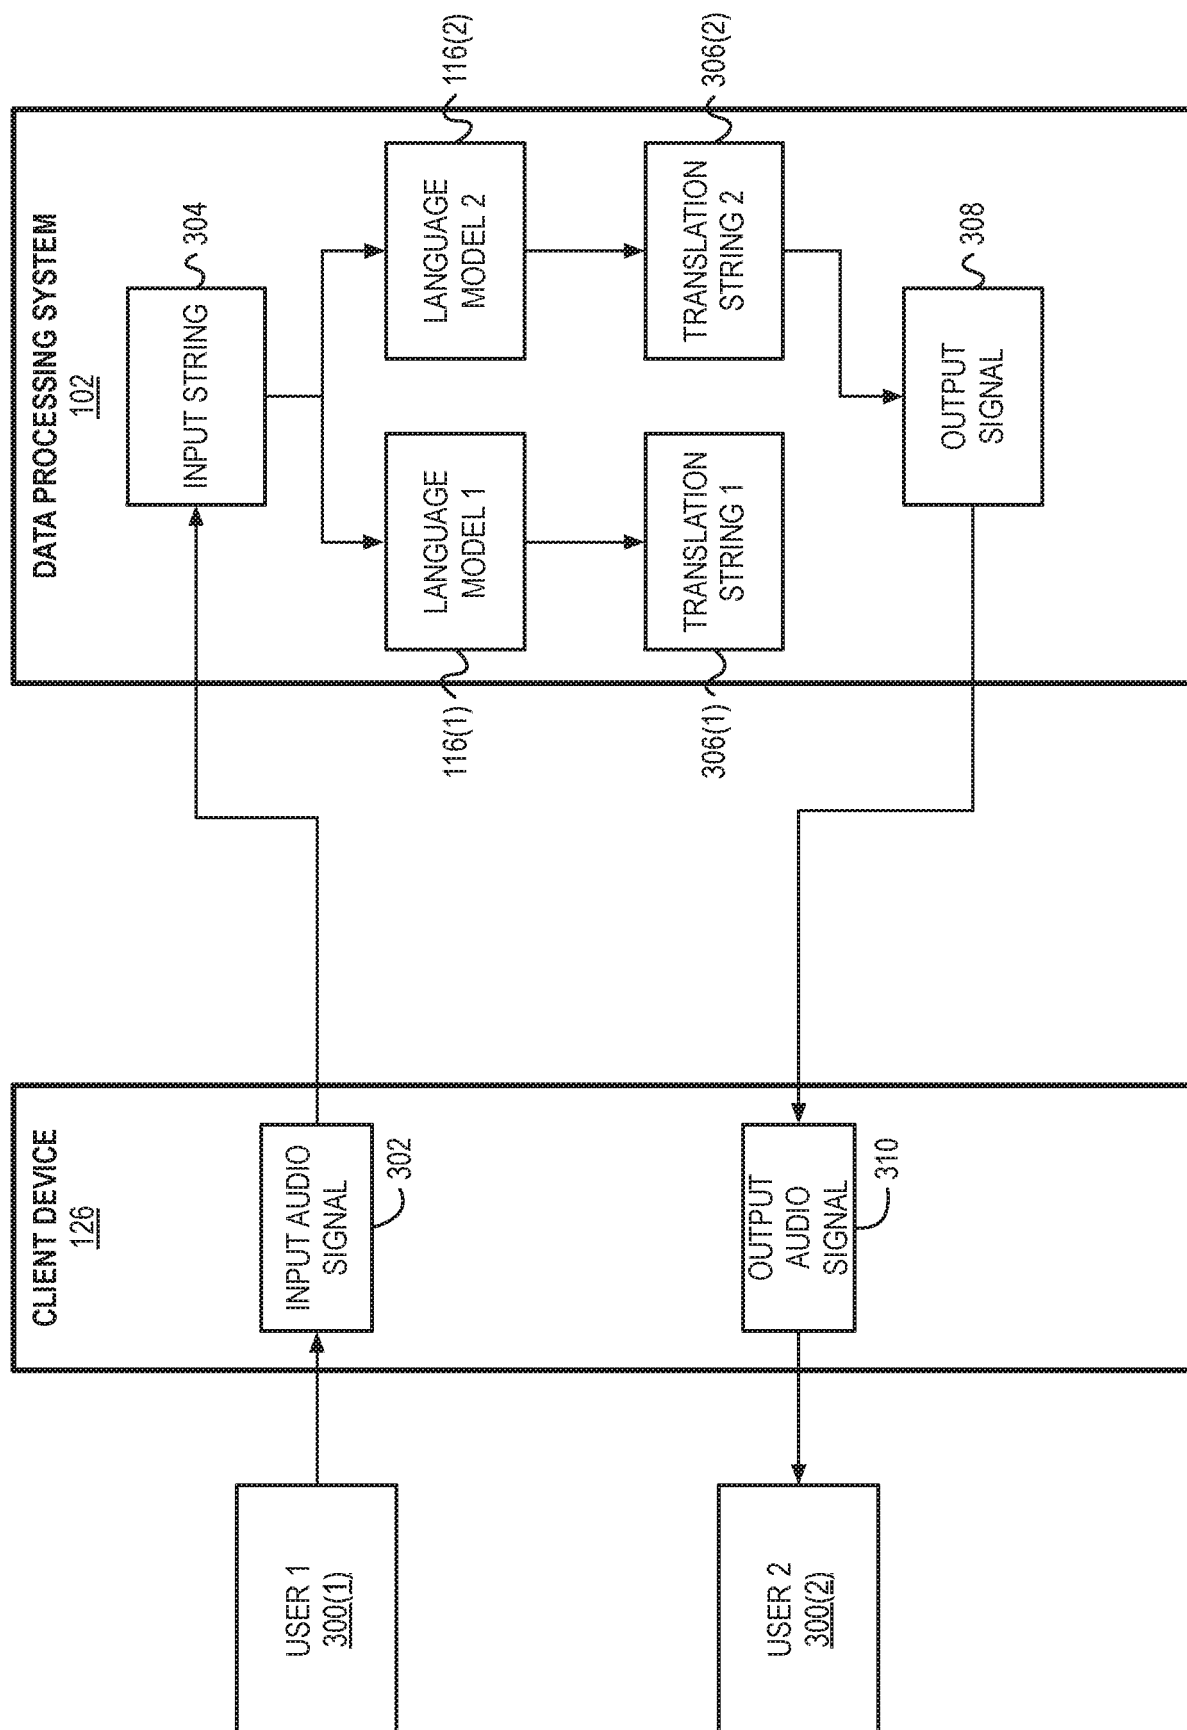 USER 1
300(1)
USER 2
300(2)
CLIENT DEVICE
126
INPUT AUDIO
SIGNAL
302
OUTPUT
AUDIO
SIGNAL
310
DATA PROCESSING SYSTEM
102
INPUT STRING
304
LANGUAGE
MODEL 1
116(1)
LANGUAGE
MODEL 2
116(2)
TRANSLATION
STRING 1
306(1)
TRANSLATION
STRING 2
306(2)
OUTPUT
SIGNAL
308